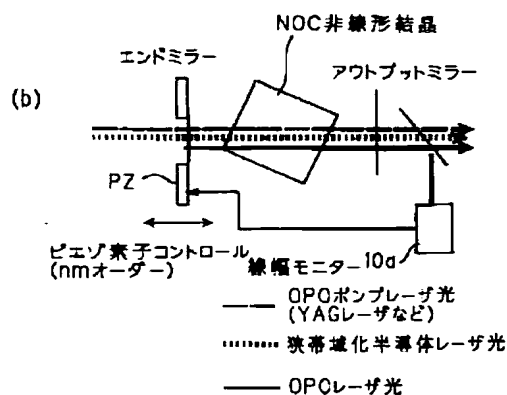 NOC非線形結晶
エンドミラー
アウトプットミラー
(b)
PZ
ピエゾ素子コントロール
(nmオーダー)
線幅モニター10d
OPOポンプレーザ光
(YAGレーザなど)
狭帯域化半導体レーザ光
OPOレーザ光